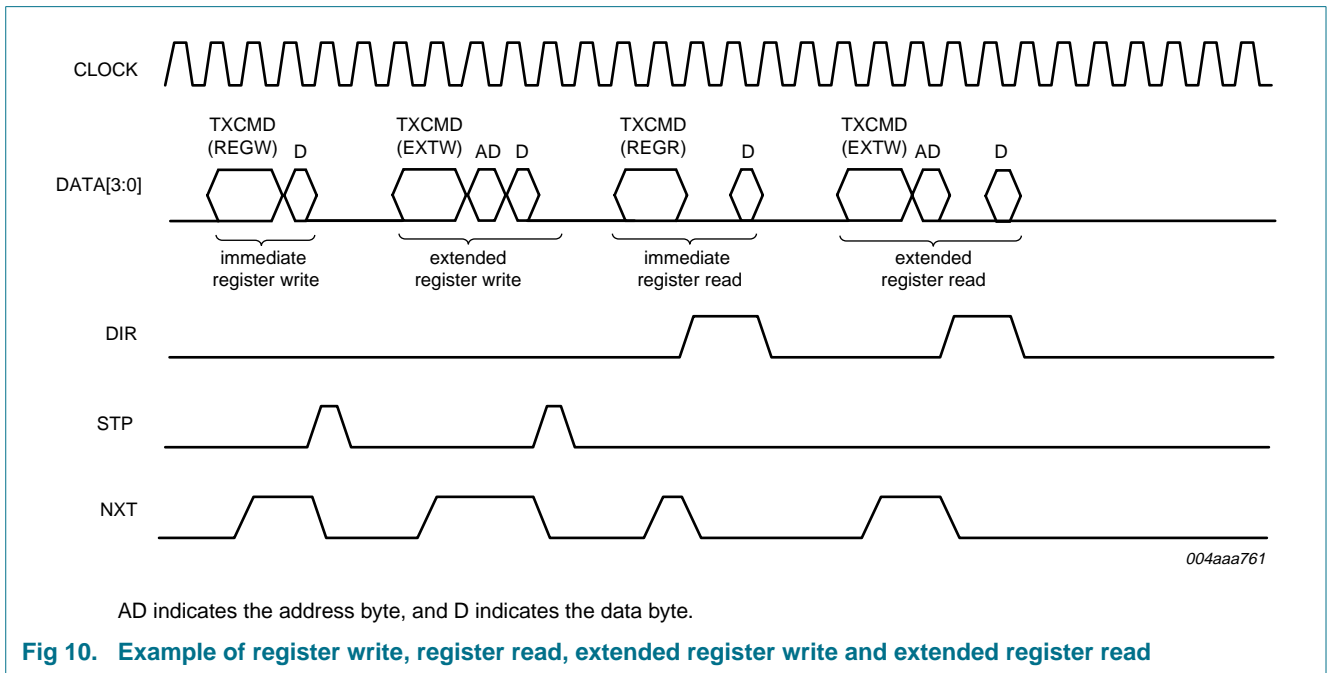 CLOCK
TXCMD TXCMD TXCMD TXCMD
(REGW) D (EXTW) AD D (REGR) D (EXTW) AD D
DATA[3:0]
immediate extended immediate extended
register write register write register read register read
DIR
STP
NXT
004aaa761
AD indicates the address byte, and D indicates the data byte.
Fig 10. Example of register write, register read, extended register write and extended register read